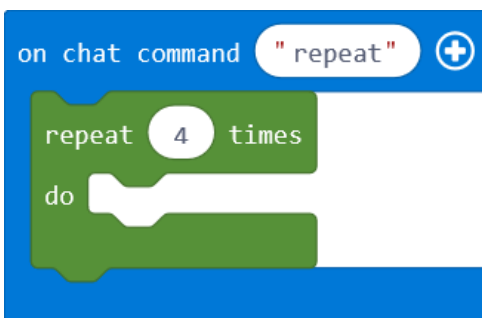 on chat command "repeat"
repeat 4 times
do